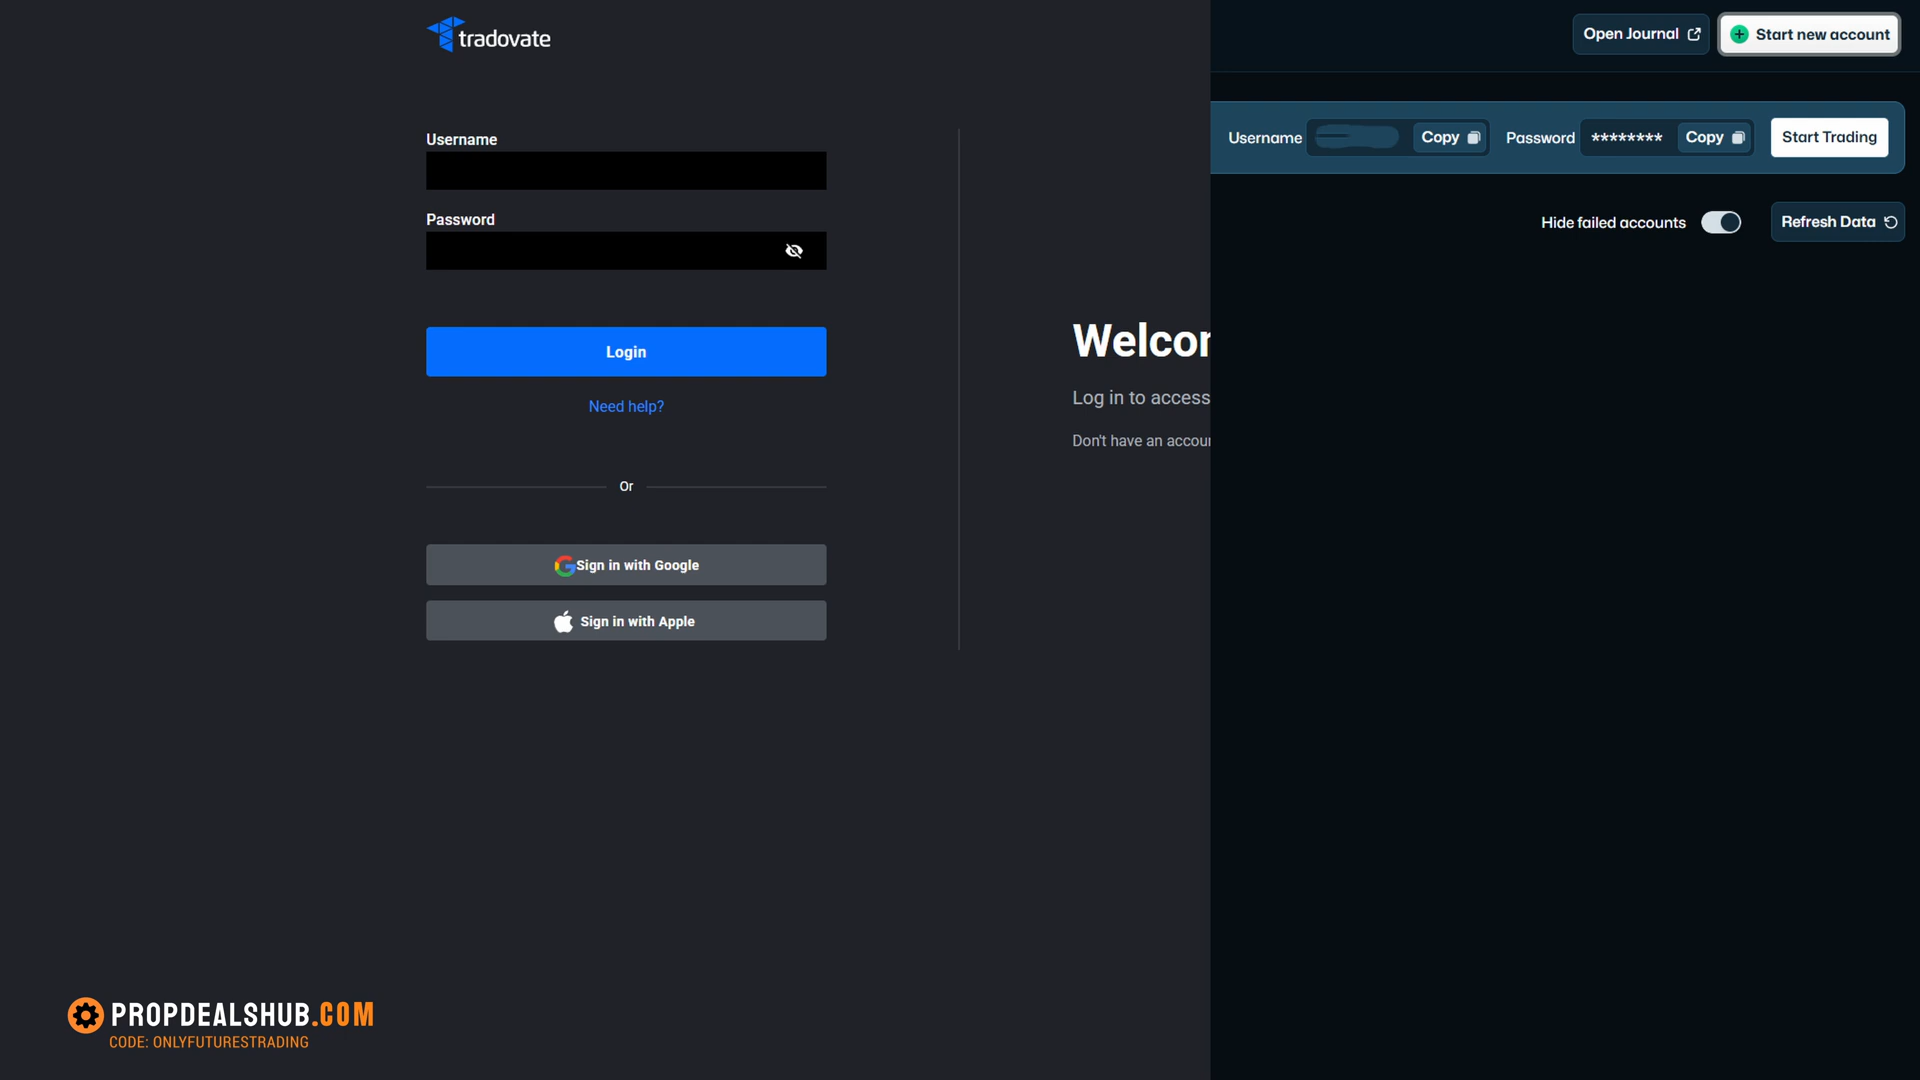 tradovate
Username
Password
Login
Need help?
Or
Sign in with Google
Sign in with Apple
Log in to access
Don't have an
Open Journal
Start new account
Username
Copy
Password
********
Copy
Start Trading
Hide failed accounts
Refresh Data
PROPDEALSHUB.COM
CODE: ONLYFUTURESTRADING